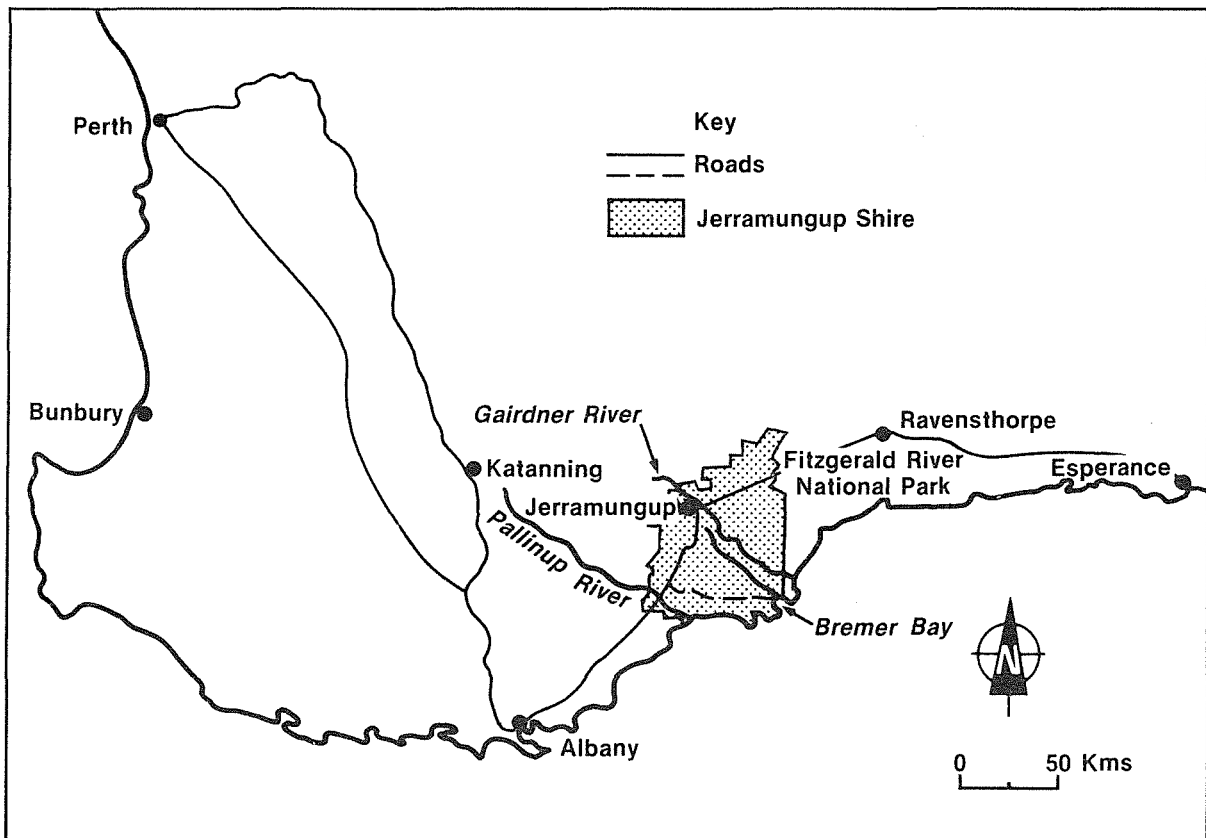 Perth
Key
Roads
Jerramungup Shire
Bunbury
Gairdner River
Ravensthorpe
Katanning
Fitzgerald River
National Park
Esperance
Jerramungup
Pallinup River
Bremer Bay
N
Albany
0 50 Kms